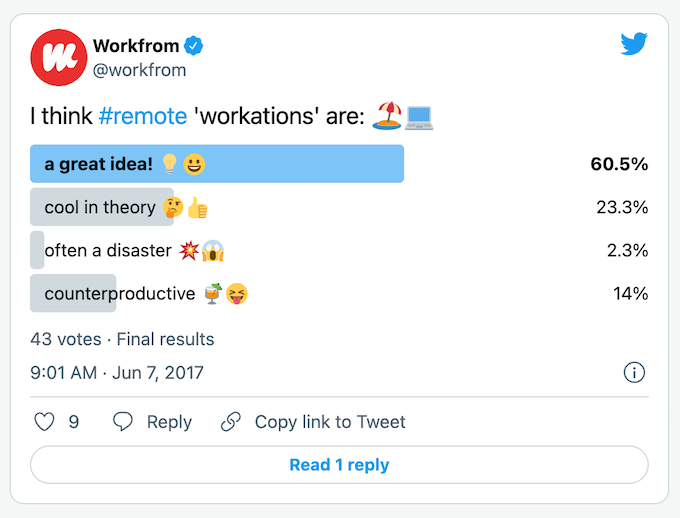 Workfrom
@workfrom
I think #remote 'workations' are: 🏖️💻
a great idea! 💡😃 60.5%
cool in theory 🤔👍 23.3%
often a disaster 💥😱 2.3%
counterproductive 🍹😝 14%
43 votes · Final results
9:01 AM · Jun 7, 2017
9 Reply Copy link to Tweet
Read 1 reply